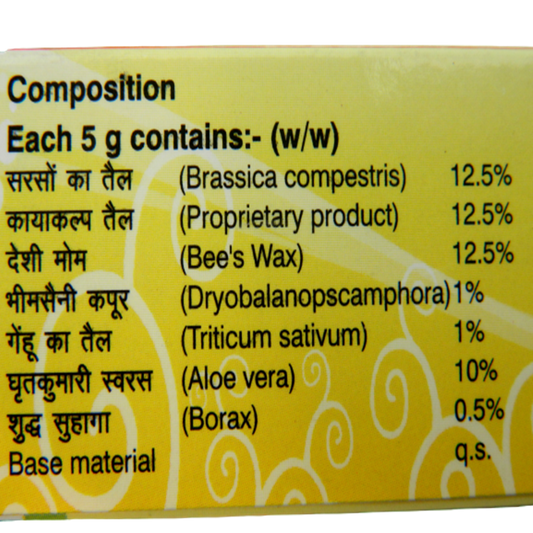 Composition
Each 5 g contains:- (w/w)
सरसों का तैल (Brassica compestris) 12.5%
कायाकल्प तैल (Proprietary product) 12.5%
देशी मोम (Bee's Wax) 12.5%
भीमसैनी कपूर (Dryobalanopscamphora) 1%
गेंहू का तैल (Triticum sativum) 1%
घृतकुमारी स्वरस (Aloe vera) 10%
शुद्ध सुहागा (Borax) 0.5%
Base material q.s.